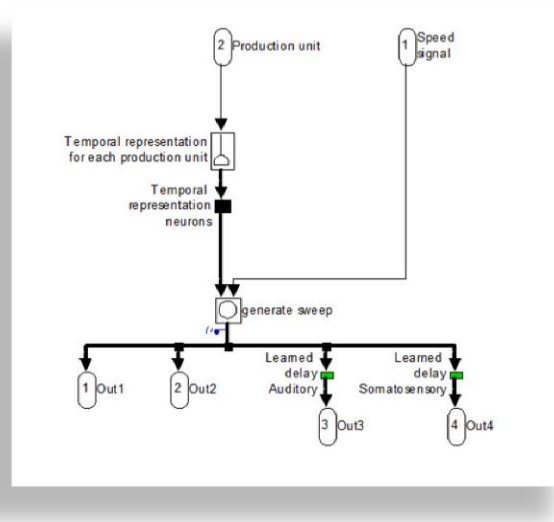 2 Production unit
1 Speed
signal
Temporal representation
for each production unit
Temporal
representation
neurons
generate sweep
1 Out1
2 Out2
Learned
delay
Auditory
3 Out3
Learned
delay
Somatosensory
4 Out4